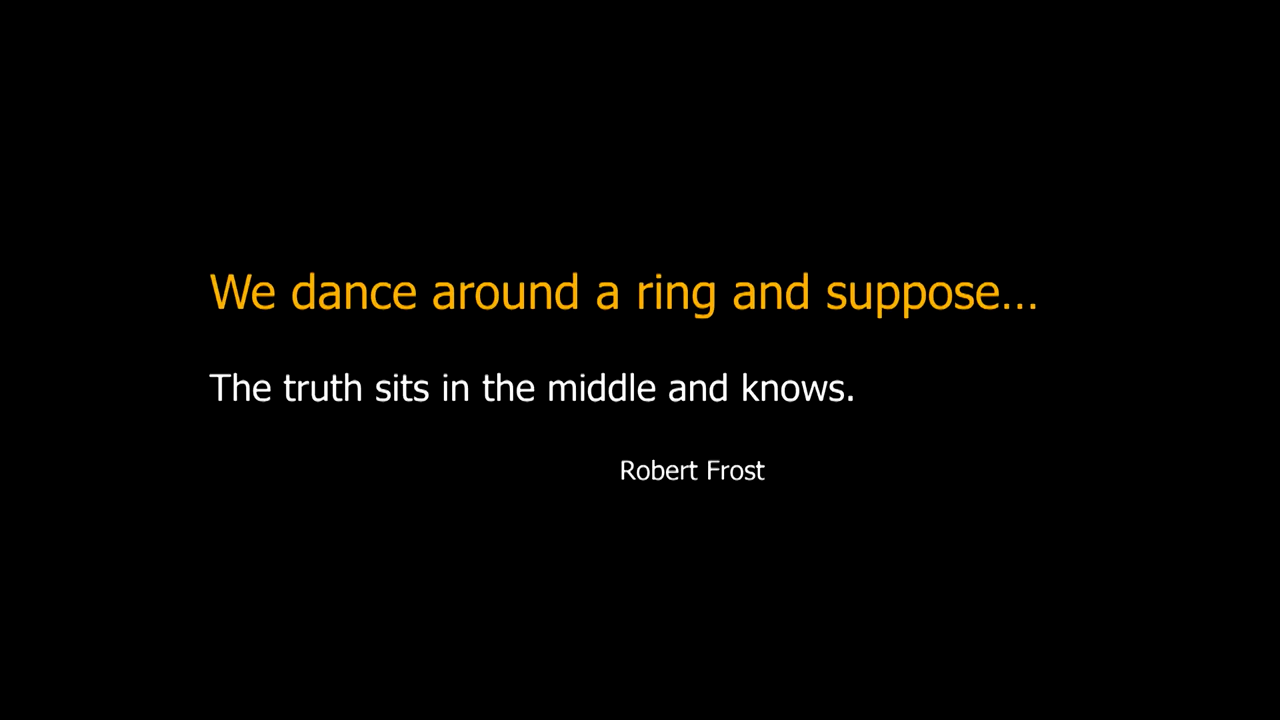 We dance around a ring and suppose...
The truth sits in the middle and knows.
Robert Frost